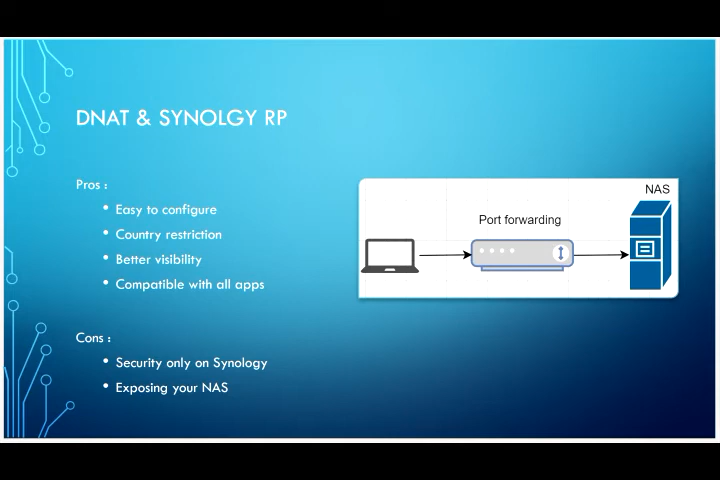 DNAT & SYNOLGY RP
Pros :
• Easy to configure
• Country restriction
• Better visibility
• Compatible with all apps
Cons :
• Security only on Synology
• Exposing your NAS
NAS
Port forwarding